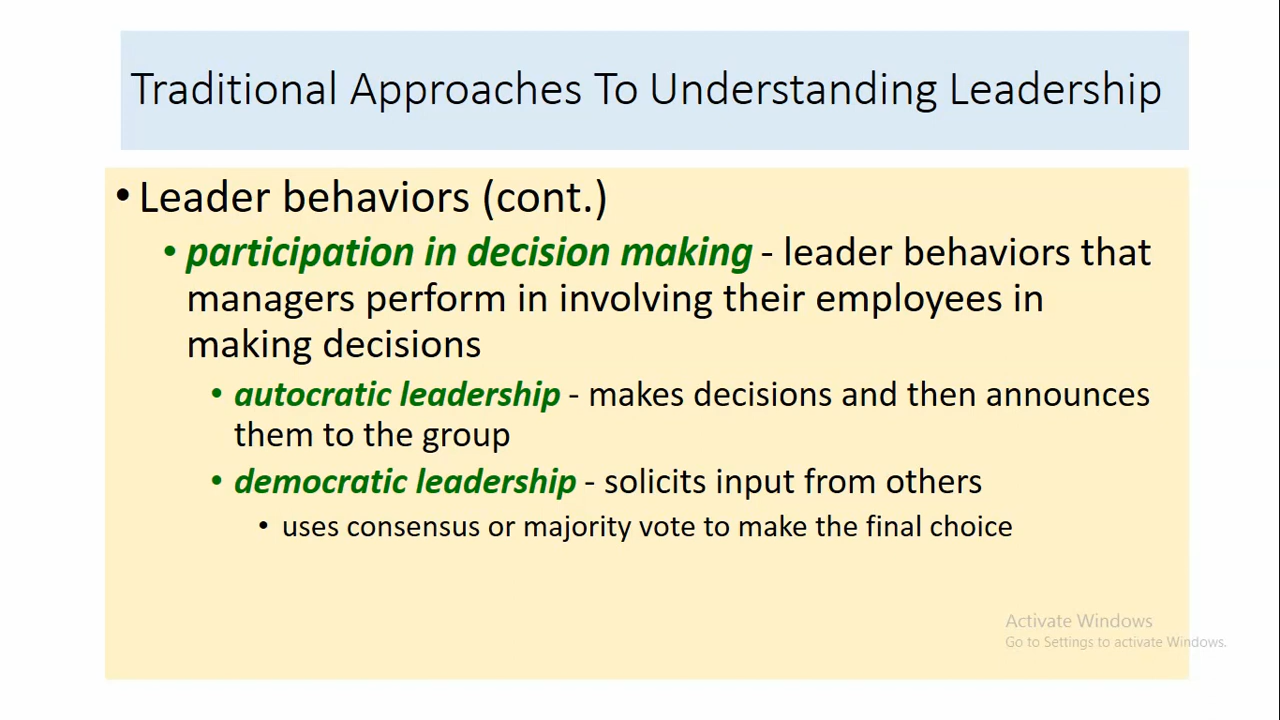 Traditional Approaches To Understanding Leadership
• Leader behaviors (cont.)
• participation in decision making - leader behaviors that
managers perform in involving their employees in
making decisions
• autocratic leadership - makes decisions and then announces
them to the group
• democratic leadership - solicits input from others
• uses consensus or majority vote to make the final choice
Activate Windows
Go to Settings to activate Windows.